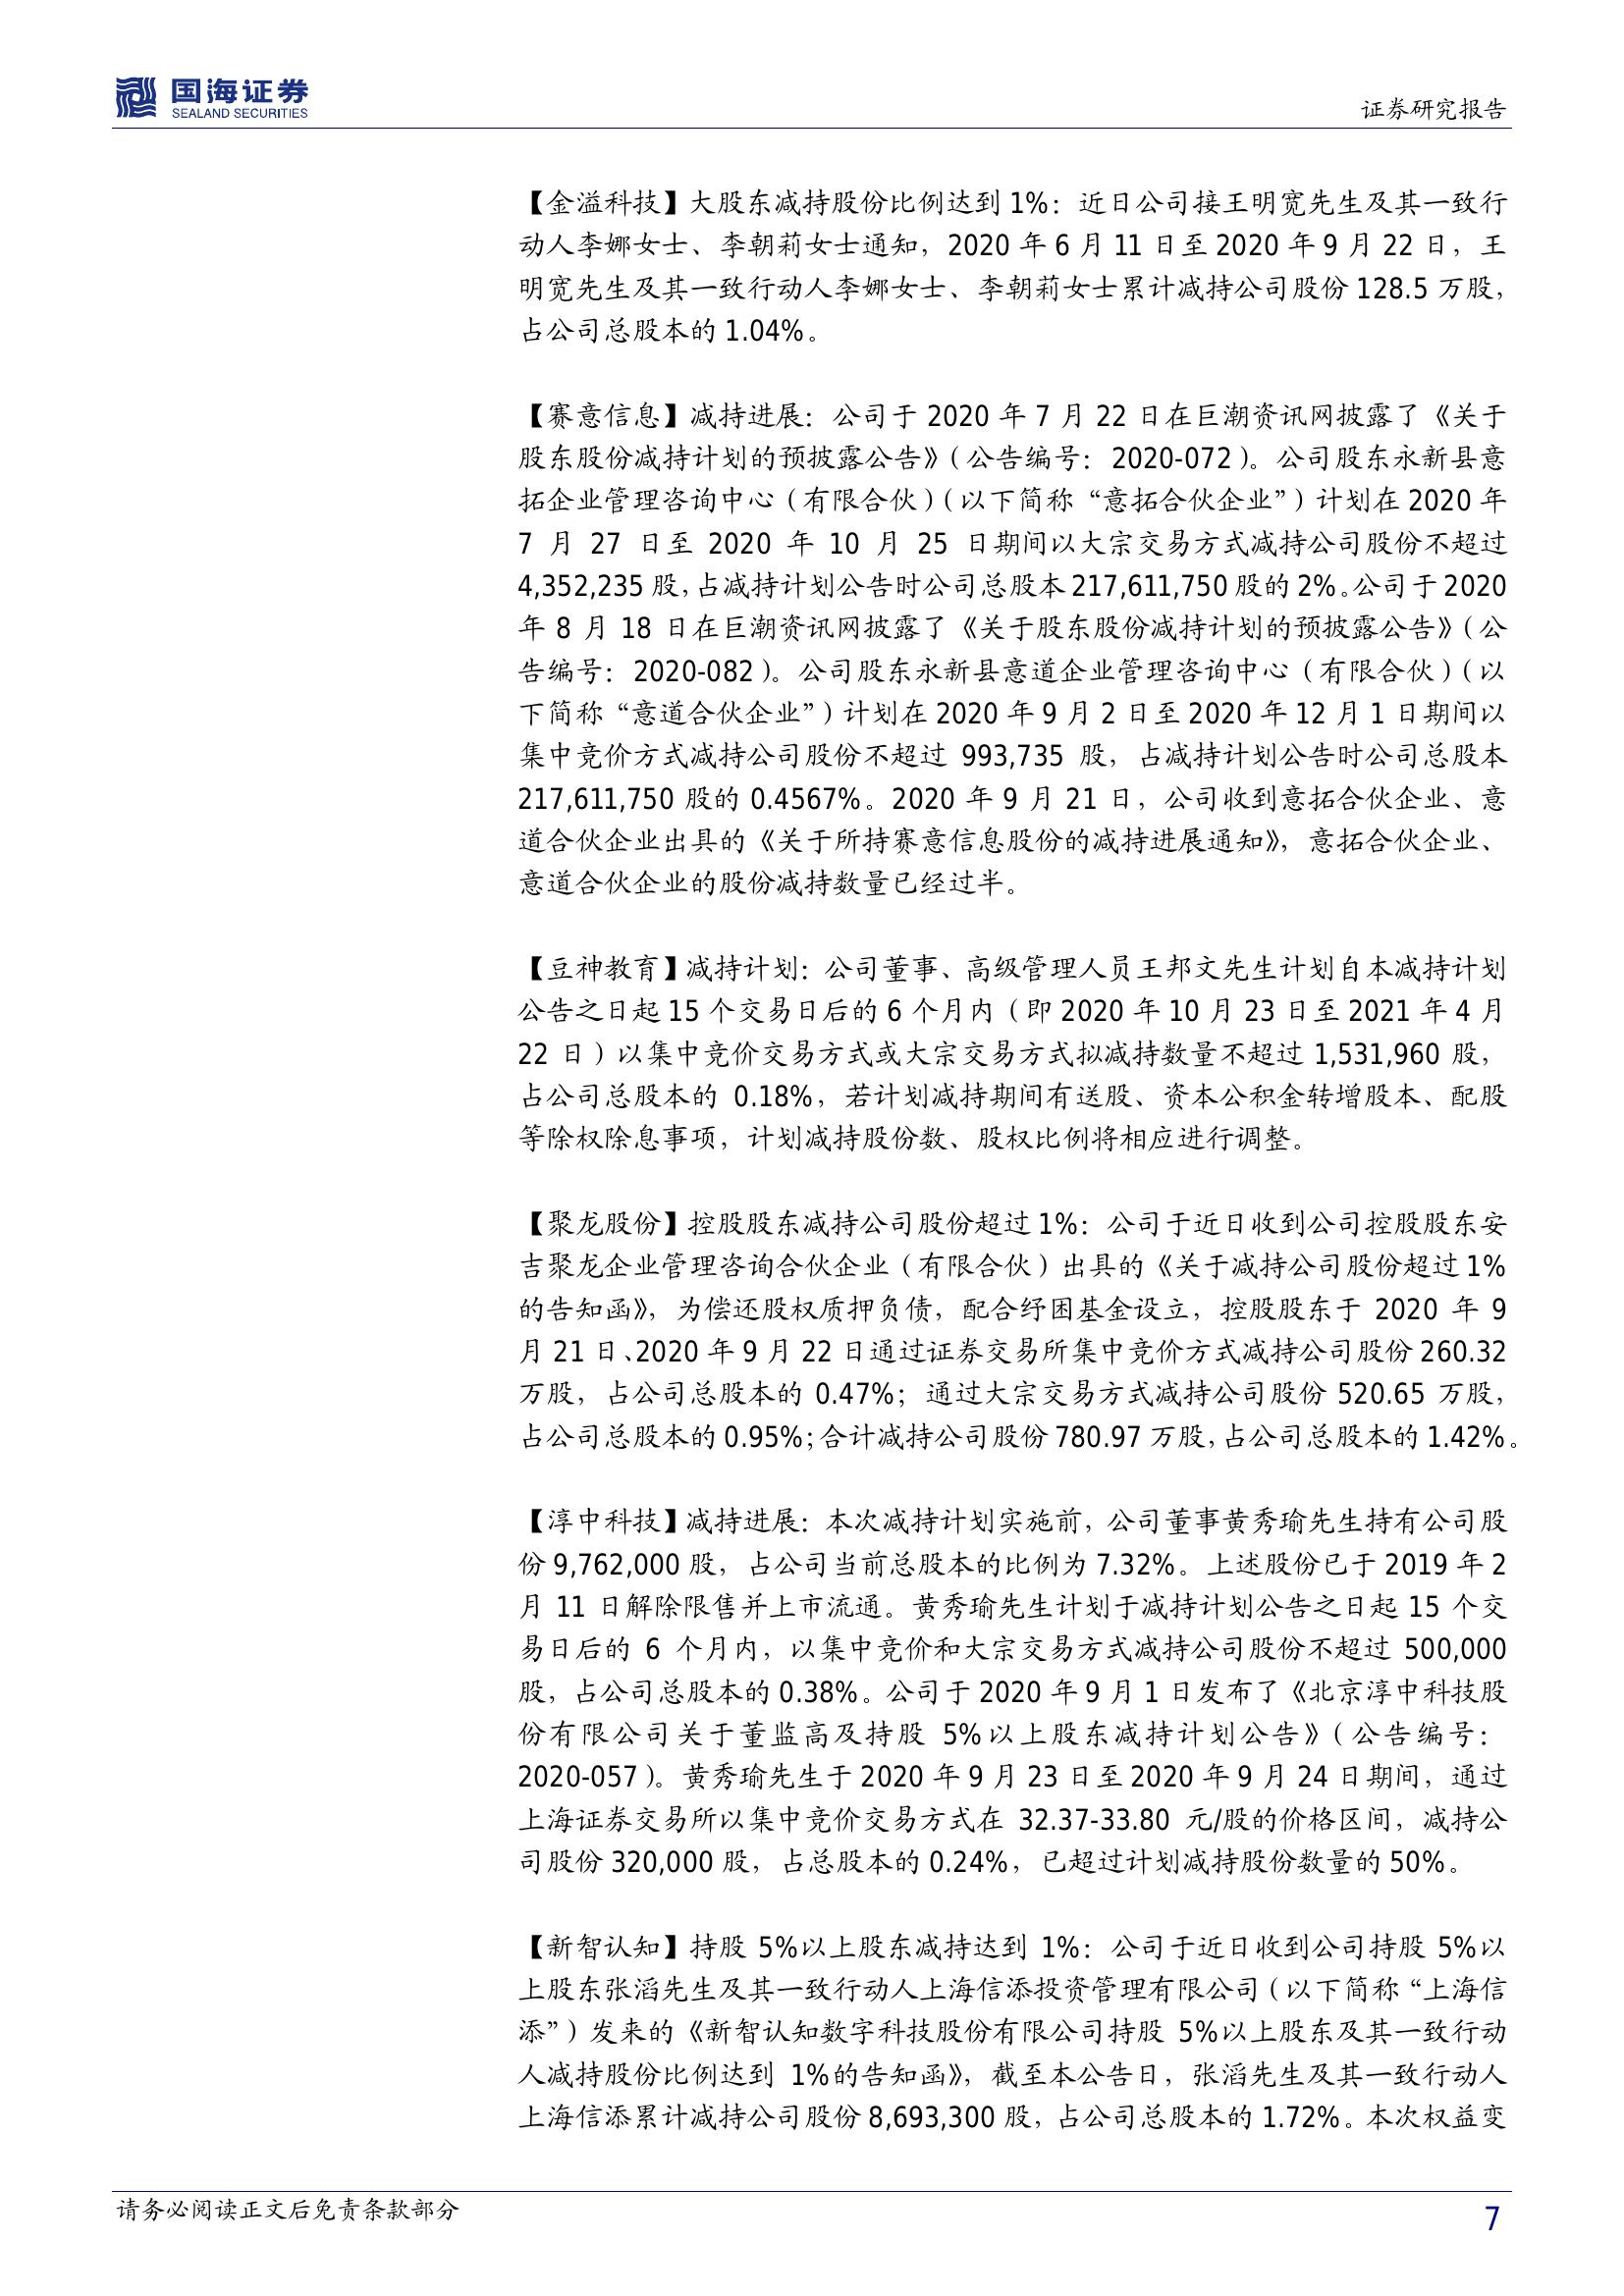 国海证券
SEALAND SECURITIES
证券研究报告
【金溢科技】大股东减持股份比例达到 1%：近日公司接王明宽先生及其一致行
动人李娜女士、李朝莉女士通知，2020 年 6 月 11 日至 2020 年 9 月 22 日，王
明宽先生及其一致行动人李娜女士、李朝莉女士累计减持公司股份 128.5 万股，
占公司总股本的 1.04%。
【赛意信息】减持进展：公司于 2020 年 7 月 22 日在巨潮资讯网披露了《关于
股东股份减持计划的预披露公告》（公告编号：2020-072）。公司股东永新县意
拓企业管理咨询中心（有限合伙）（以下简称“意拓合伙企业”）计划在 2020 年
7 月 27 日至 2020 年 10 月 25 日期间以大宗交易方式减持公司股份不超过
4,352,235 股，占减持计划公告时公司总股本 217,611,750 股的 2%。公司于 2020
年 8 月 18 日在巨潮资讯网披露了《关于股东股份减持计划的预披露公告》（公
告编号：2020-082）。公司股东永新县意道企业管理咨询中心（有限合伙）（以
下简称“意道合伙企业”）计划在 2020 年 9 月 2 日至 2020 年 12 月 1 日期间以
集中竞价方式减持公司股份不超过 993,735 股，占减持计划公告时公司总股本
217,611,750 股的 0.4567%。2020 年 9 月 21 日，公司收到意拓合伙企业、意
道合伙企业出具的《关于所持赛意信息股份的减持进展通知》，意拓合伙企业、
意道合伙企业的股份减持数量已经过半。
【豆神教育】减持计划：公司董事、高级管理人员王邦文先生计划自本减持计划
公告之日起 15 个交易日后的 6 个月内（即 2020 年 10 月 23 日至 2021 年 4 月
22 日）以集中竞价交易方式或大宗交易方式拟减持数量不超过 1,531,960 股，
占公司总股本的 0.18%，若计划减持期间有送股、资本公积金转增股本、配股
等除权除息事项，计划减持股份数、股权比例将相应进行调整。
【聚龙股份】控股股东减持公司股份超过 1%：公司于近日收到公司控股股东安
吉聚龙企业管理咨询合伙企业（有限合伙）出具的《关于减持公司股份超过 1%
的告知函》，为偿还股权质押负债，配合纾困基金设立，控股股东于 2020 年 9
月 21 日、2020 年 9 月 22 日通过证券交易所集中竞价方式减持公司股份 260.32
万股，占公司总股本的 0.47%；通过大宗交易方式减持公司股份 520.65 万股，
占公司总股本的 0.95%；合计减持公司股份 780.97 万股，占公司总股本的 1.42%。
【淳中科技】减持进展：本次减持计划实施前，公司董事黄秀瑜先生持有公司股
份 9,762,000 股，占公司当前总股本的比例为 7.32%。上述股份已于 2019 年 2
月 11 日解除限售并上市流通。黄秀瑜先生计划于减持计划公告之日起 15 个交
易日后的 6 个月内，以集中竞价和大宗交易方式减持公司股份不超过 500,000
股，占公司总股本的 0.38%。公司于 2020 年 9 月 1 日发布了《北京淳中科技股
份有限公司关于董监高及持股 5%以上股东减持计划公告》（公告编号：
2020-057）。黄秀瑜先生于 2020 年 9 月 23 日至 2020 年 9 月 24 日期间，通过
上海证券交易所以集中竞价交易方式在 32.37-33.80 元/股的价格区间，减持公
司股份 320,000 股，占总股本的 0.24%，已超过计划减持股份数量的 50%。
【新智认知】持股 5%以上股东减持达到 1%：公司于近日收到公司持股 5%以
上股东张滔先生及其一致行动人上海信添投资管理有限公司（以下简称“上海信
添”）发来的《新智认知数字科技股份有限公司持股 5%以上股东及其一致行动
人减持股份比例达到 1%的告知函》，截至本公告日，张滔先生及其一致行动人
上海信添累计减持公司股份 8,693,300 股，占公司总股本的 1.72%。本次权益变
请务必阅读正文后免责条款部分
7